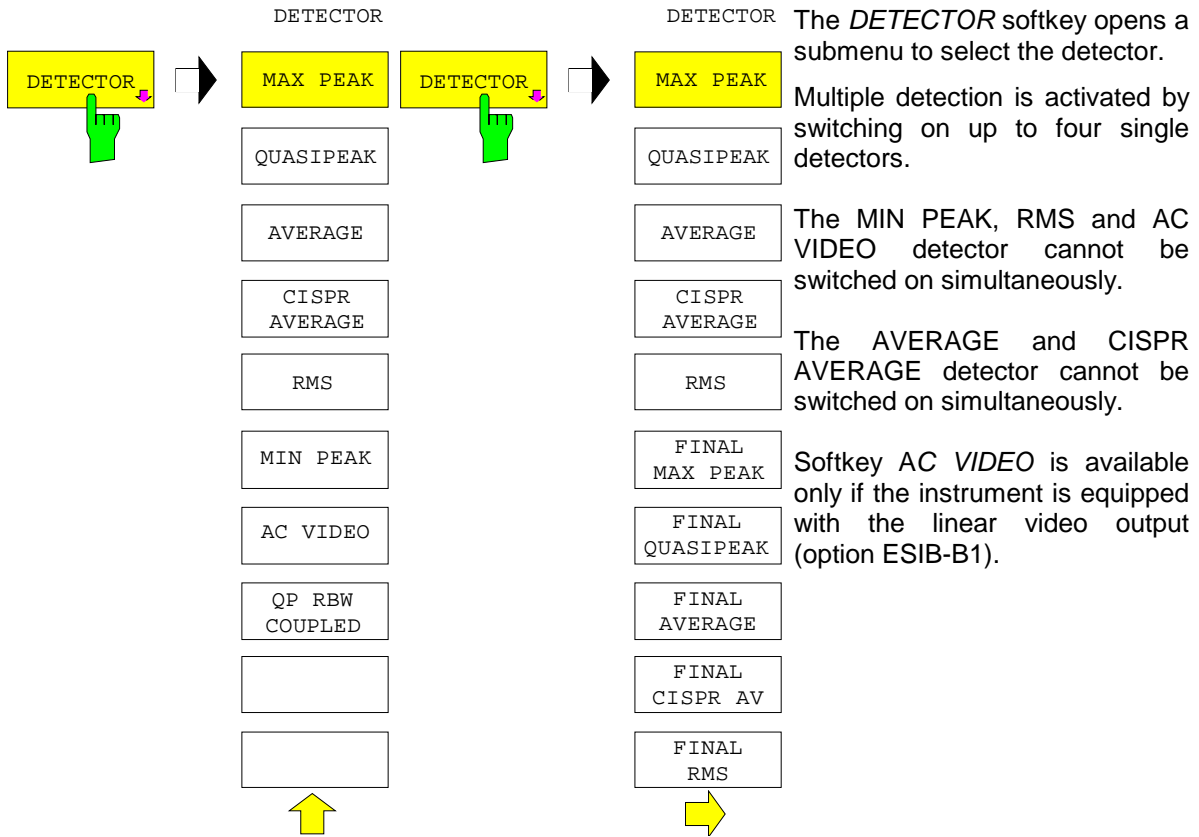 DETECTOR
DETECTOR
MAX PEAK
QUASIPEAK
AVERAGE
CISPR
AVERAGE
RMS
MIN PEAK
AC VIDEO
QP RBW
COUPLED
DETECTOR
DETECTOR
MAX PEAK
QUASIPEAK
AVERAGE
CISPR
AVERAGE
RMS
FINAL
MAX PEAK
FINAL
QUASIPEAK
FINAL
AVERAGE
FINAL
CISPR AV
FINAL
RMS
The DETECTOR softkey opens a
submenu to select the detector.
Multiple detection is activated by
switching on up to four single
detectors.
The MIN PEAK, RMS and AC
VIDEO detector cannot be
switched on simultaneously.
The AVERAGE and CISPR
AVERAGE detector cannot be
switched on simultaneously.
Softkey AC VIDEO is available
only if the instrument is equipped
with the linear video output
(option ESIB-B1).